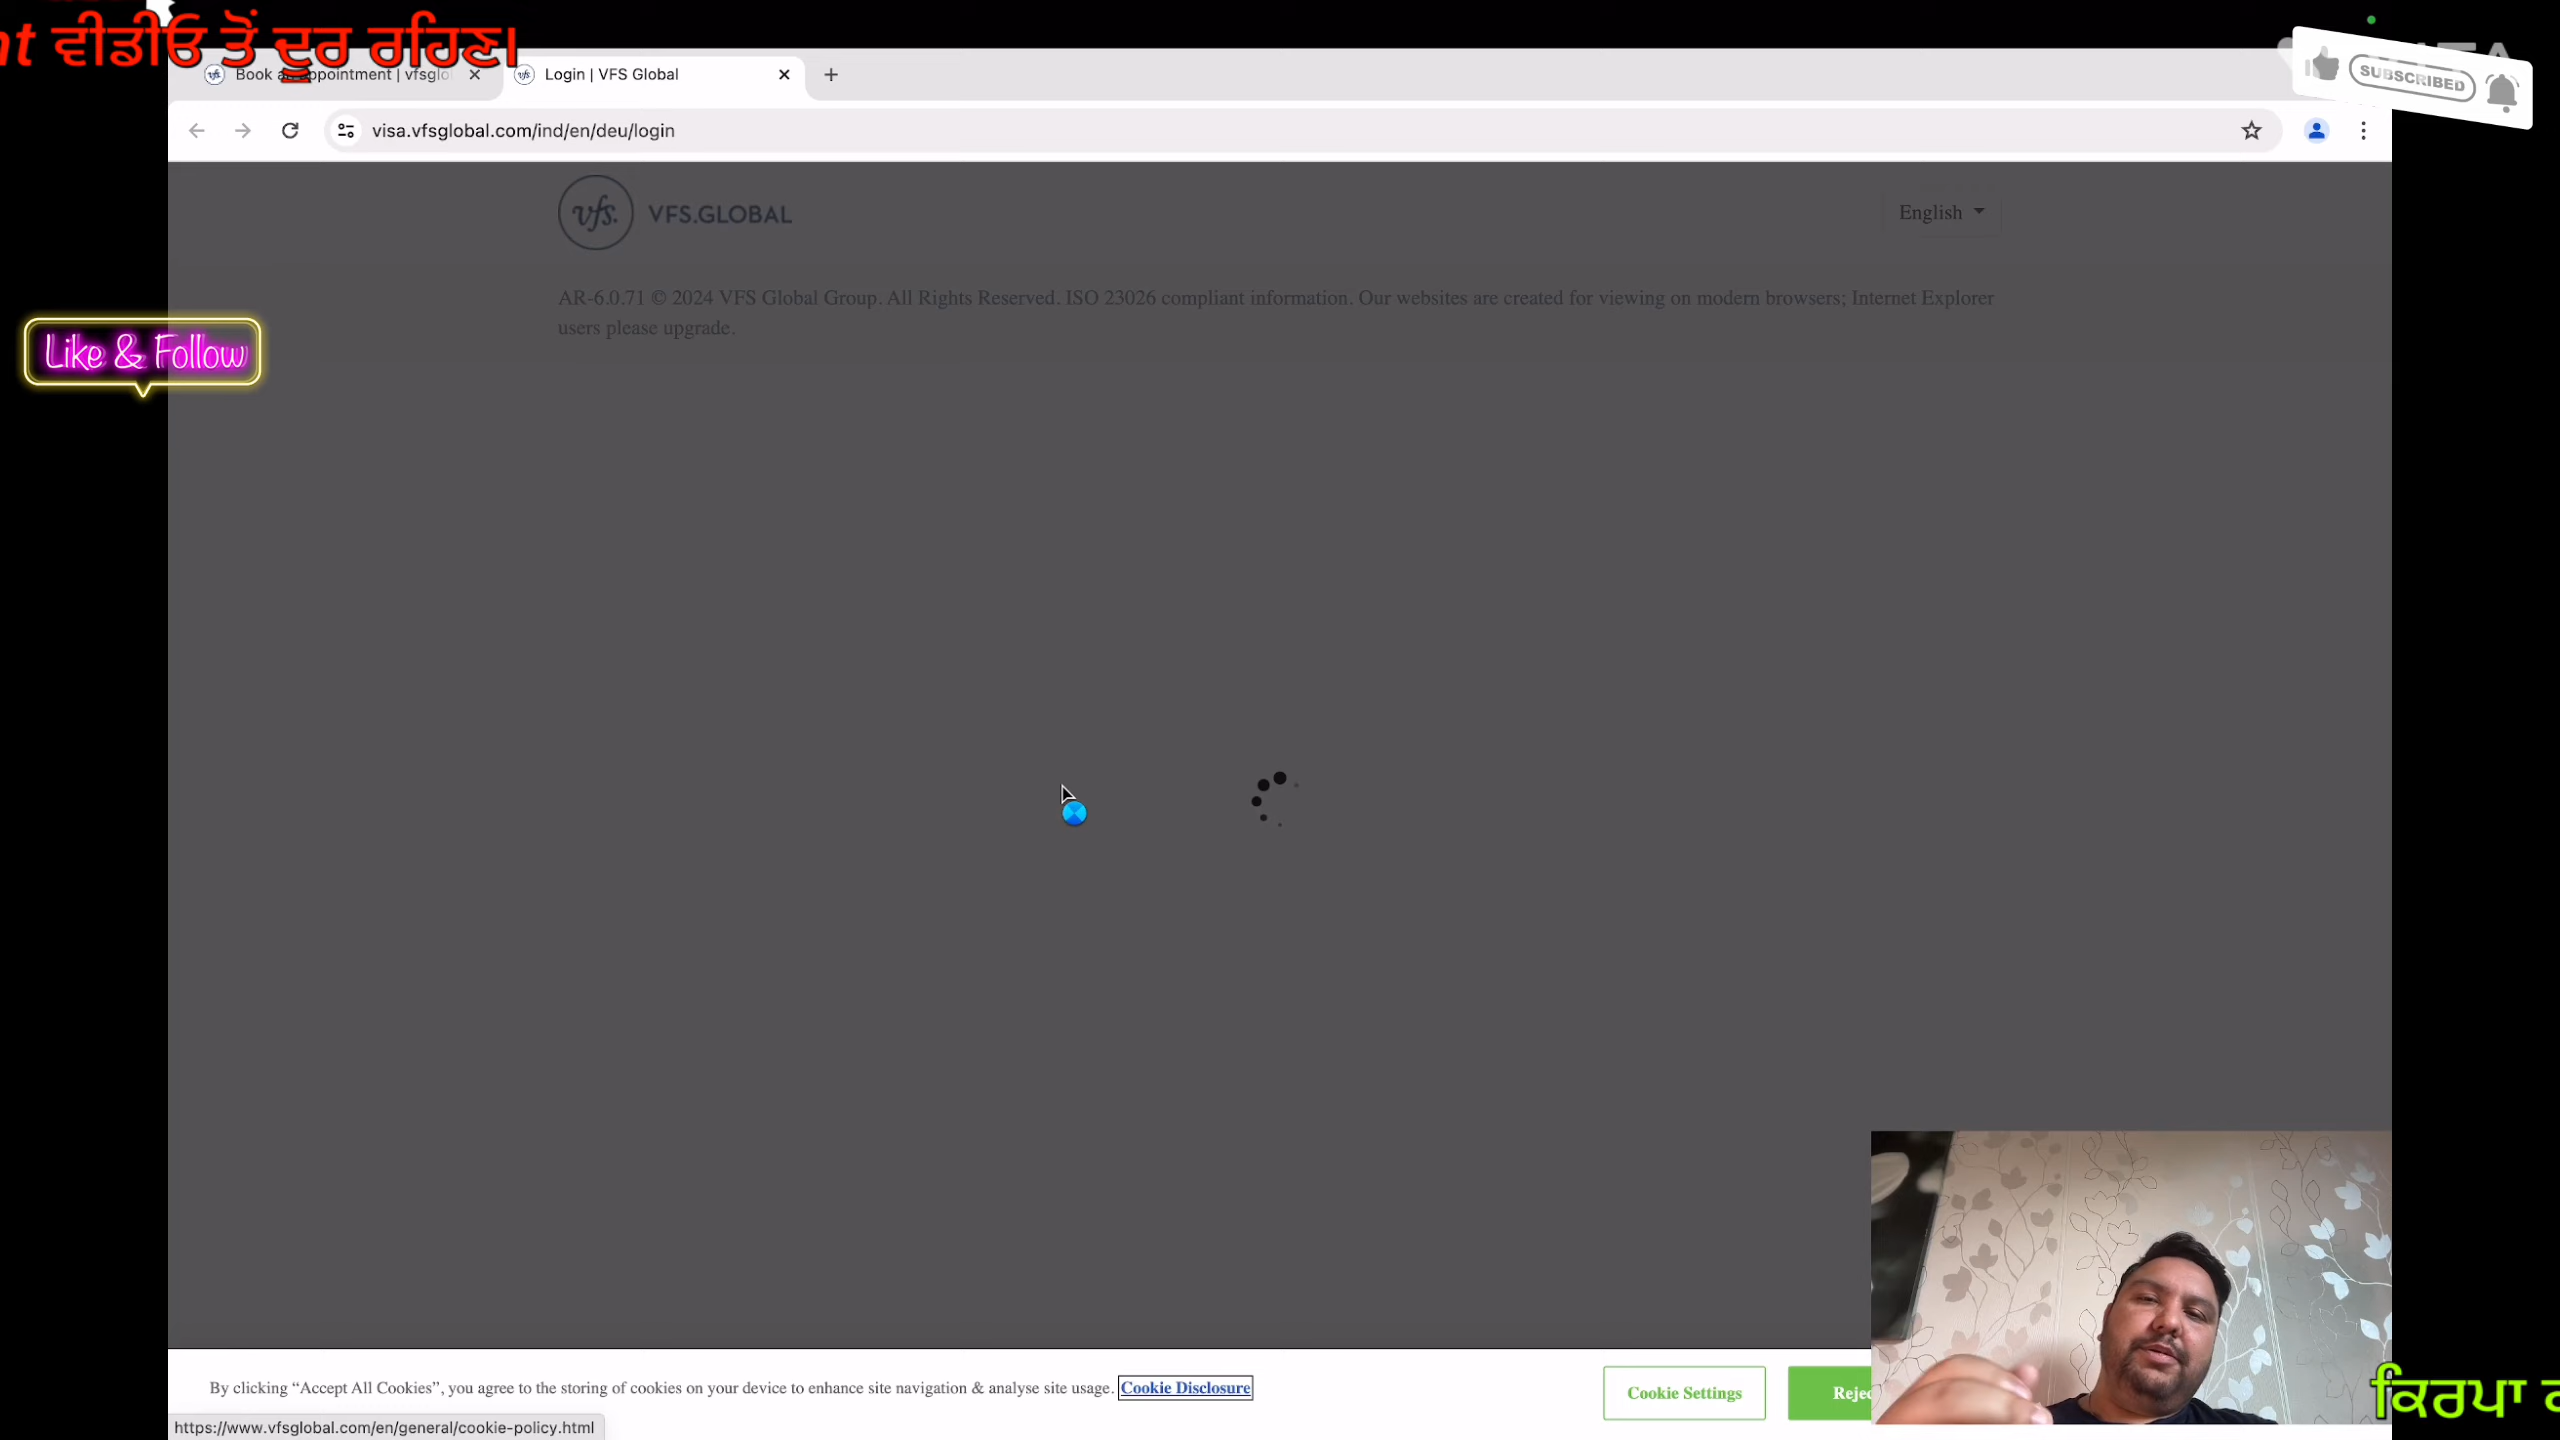 nt ਵੀਡੀਓ ਤੋਂ ਦੂਰ ਰਹਿਣ।
Login | VFS Global
SUBSCRIBED
visa.vfsglobal.com/ind/en/deu/login
vfs. VFS.GLOBAL
English
AR-6.0.71 © 2024 VFS Global Group. All Rights Reserved. ISO 23026 compliant information. Our websites are created for viewing on modern browsers; Internet Explorer
users please upgrade.
Like & Follow
By clicking “Accept All Cookies”, you agree to the storing of cookies on your device to enhance site navigation & analyse site usage. Cookie Disclosure
Cookie Settings
Rejec
ਕਿਰਪਾ
https://www.vfsglobal.com/en/general/cookie-policy.html